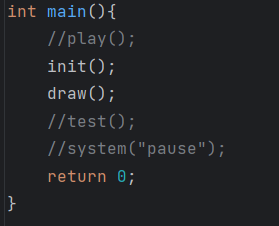 int main(){
    //play();
    init();
    draw();
    //test();
    //system("pause");
    return 0;
}